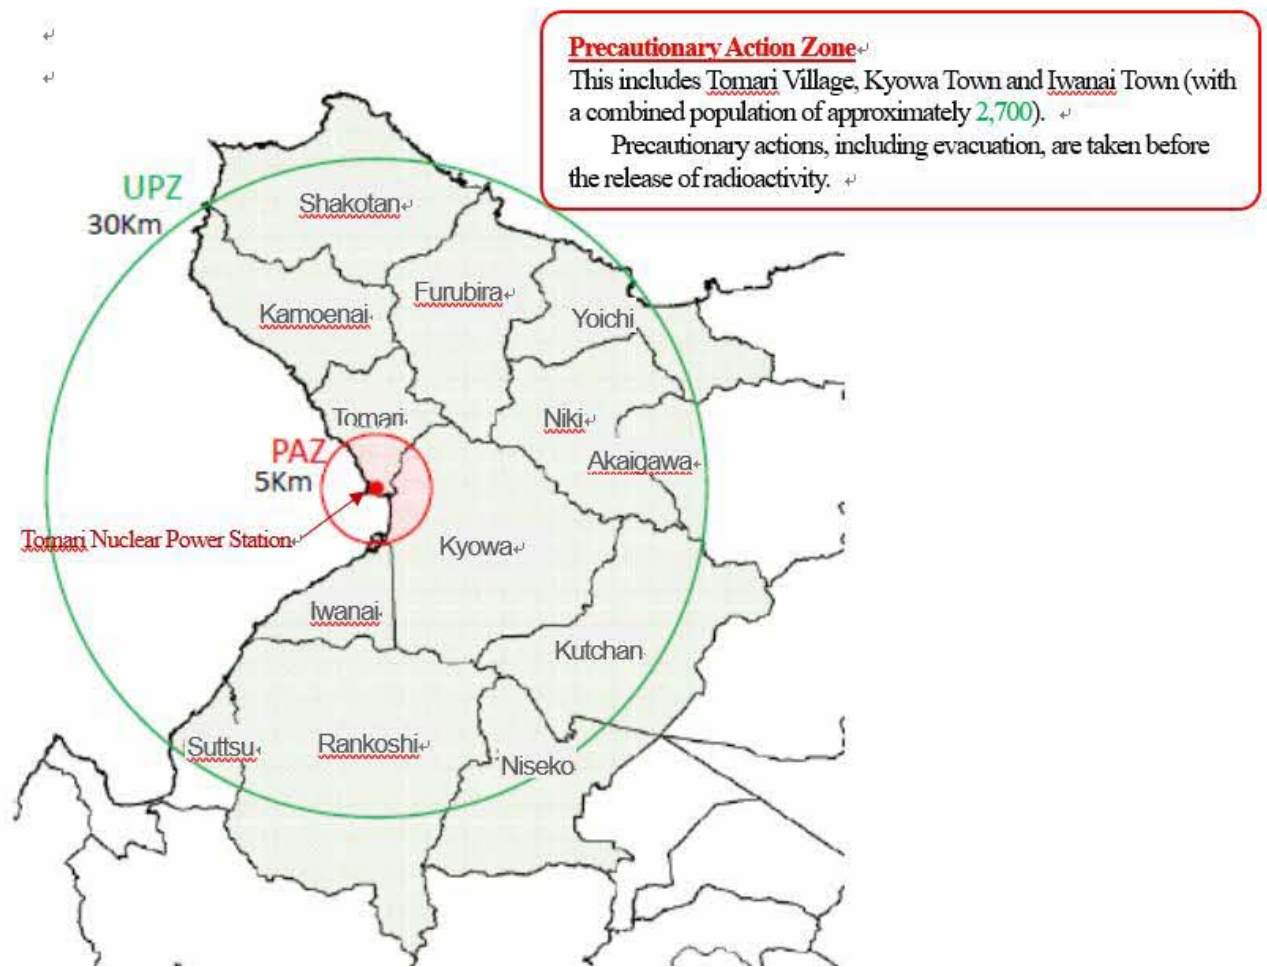 Precautionary Action Zone
This includes Tomari Village, Kyowa Town and Iwanai Town (with
a combined population of approximately 2,700).
Precautionary actions, including evacuation, are taken before
the release of radioactivity.
UPZ
30Km
Shakotan
Furubira
Kamoenai
Yoichi
Tomari
Niki
PAZ
5Km
Akaigawa
Tomari Nuclear Power Station
Kyowa
Iwanai
Kutchan
Suttsu
Rankoshi
Niseko